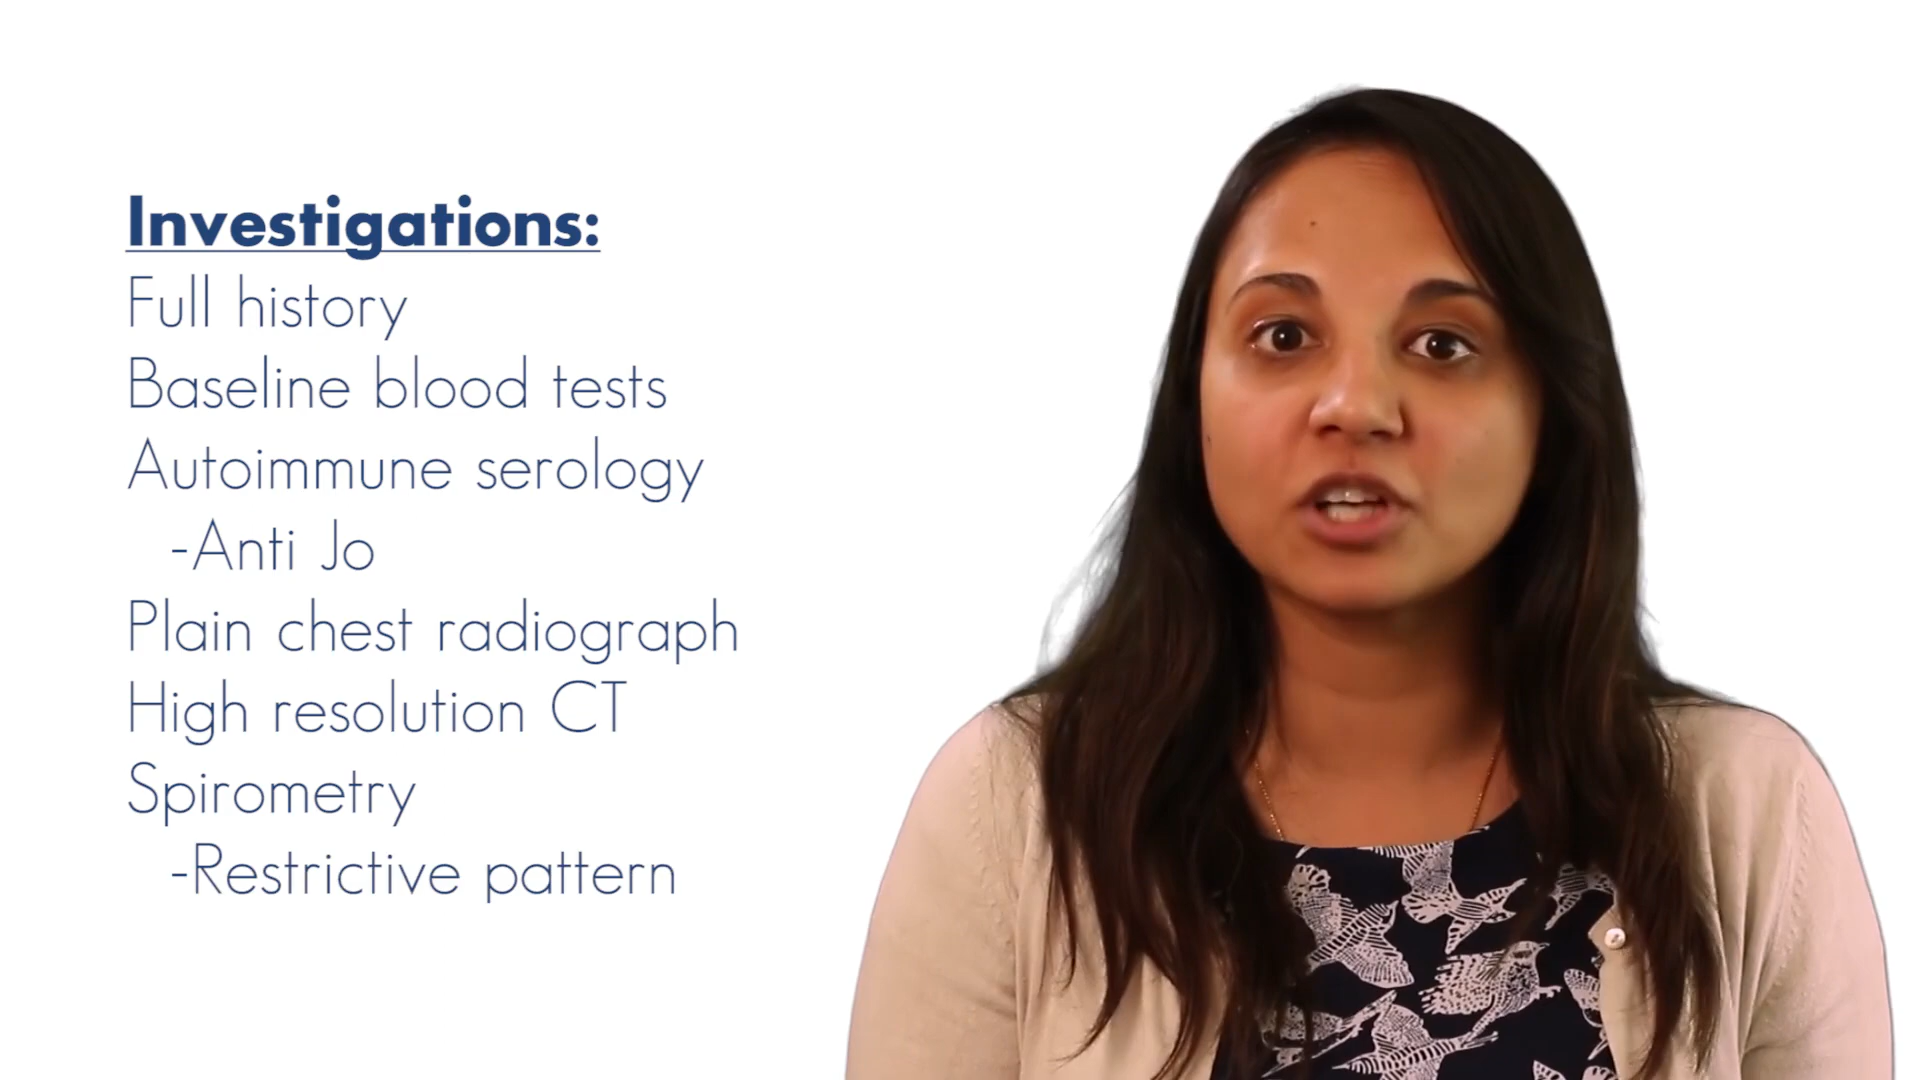 Investigations:
Full history
Baseline blood tests
Autoimmune serology
-Anti Jo
Plain chest radiograph
High resolution CT
Spirometry
-Restrictive pattern